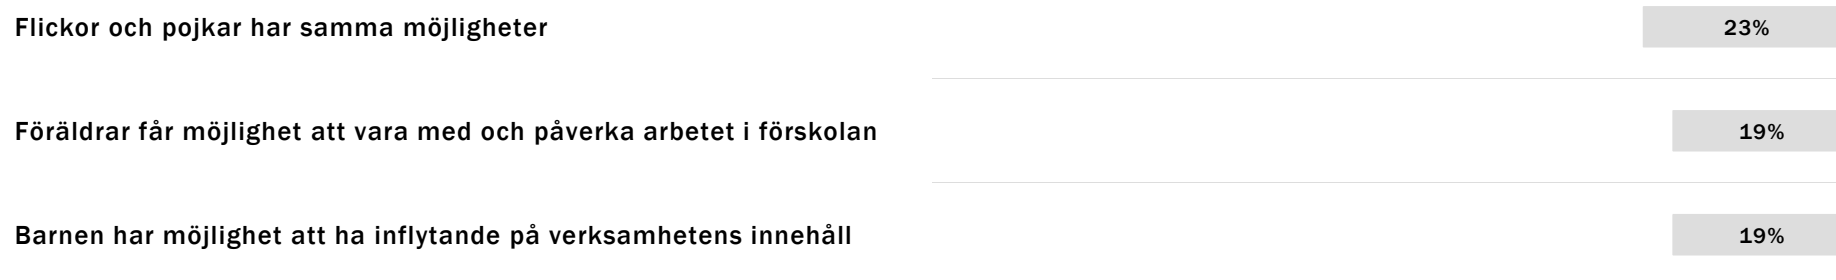 Flickor och pojkar har samma möjligheter 23%
Föräldrar får möjlighet att vara med och påverka arbetet i förskolan 19%
Barnen har möjlighet att ha inflytande på verksamhetens innehåll 19%